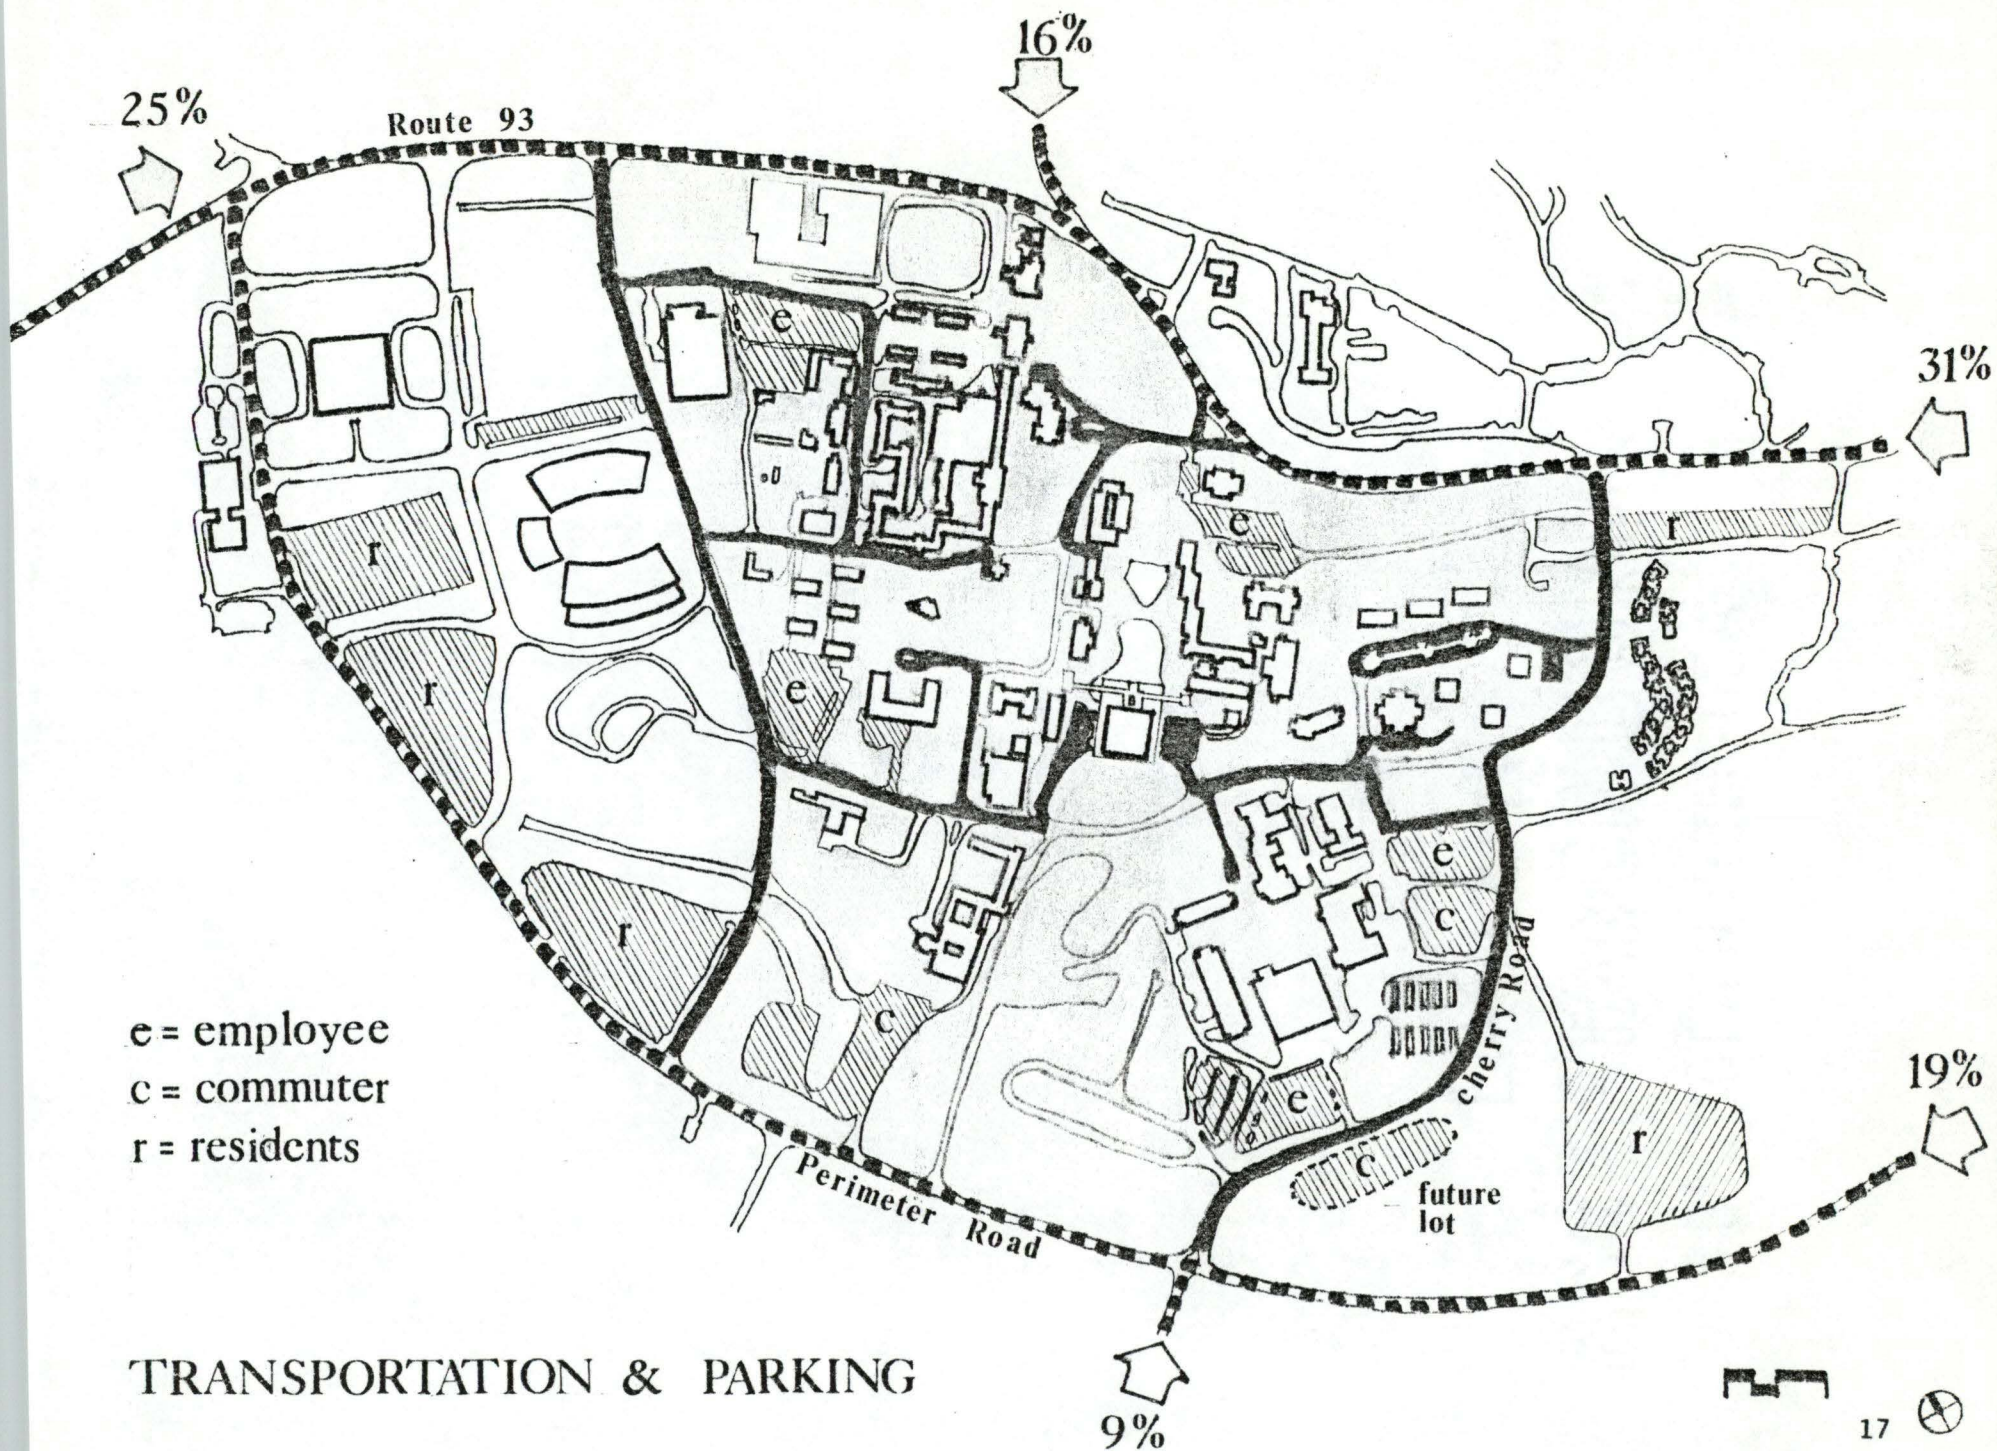 16%
25%
Route 93
31%
e
e
r
r
r
e
e
c
r
c
cherry Road
e = employee
c = commuter
r = residents
e
c
future
lot
r
19%
Perimeter Road
TRANSPORTATION & PARKING
9%
17